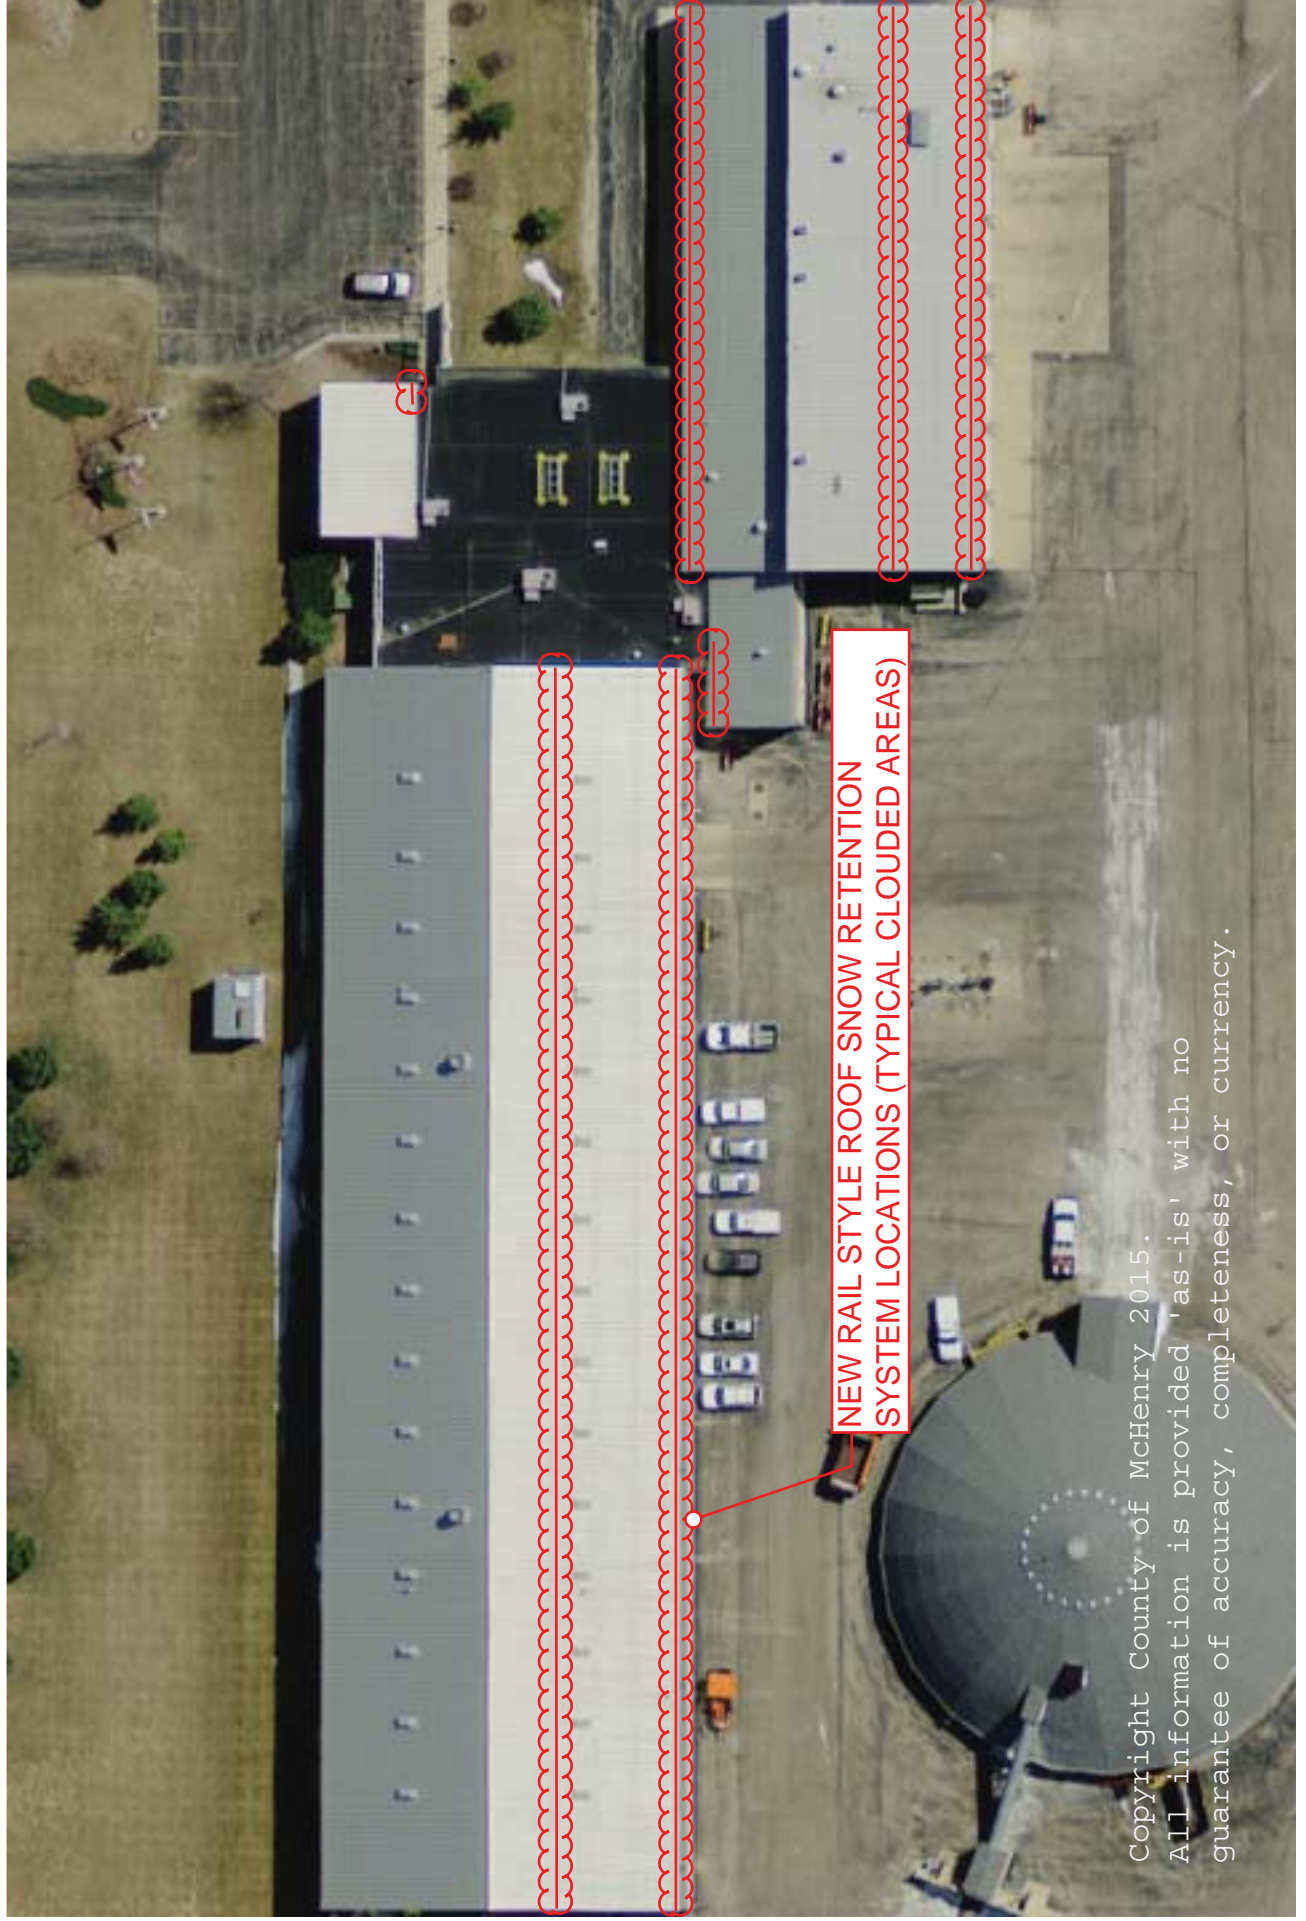 NEW RAIL STYLE ROOF SNOW RETENTION
SYSTEM LOCATIONS (TYPICAL CLOUDED AREAS)
Copyright County of McHenry 2015.
All information is provided 'as-is' with no
guarantee of accuracy, completeness, or currency.